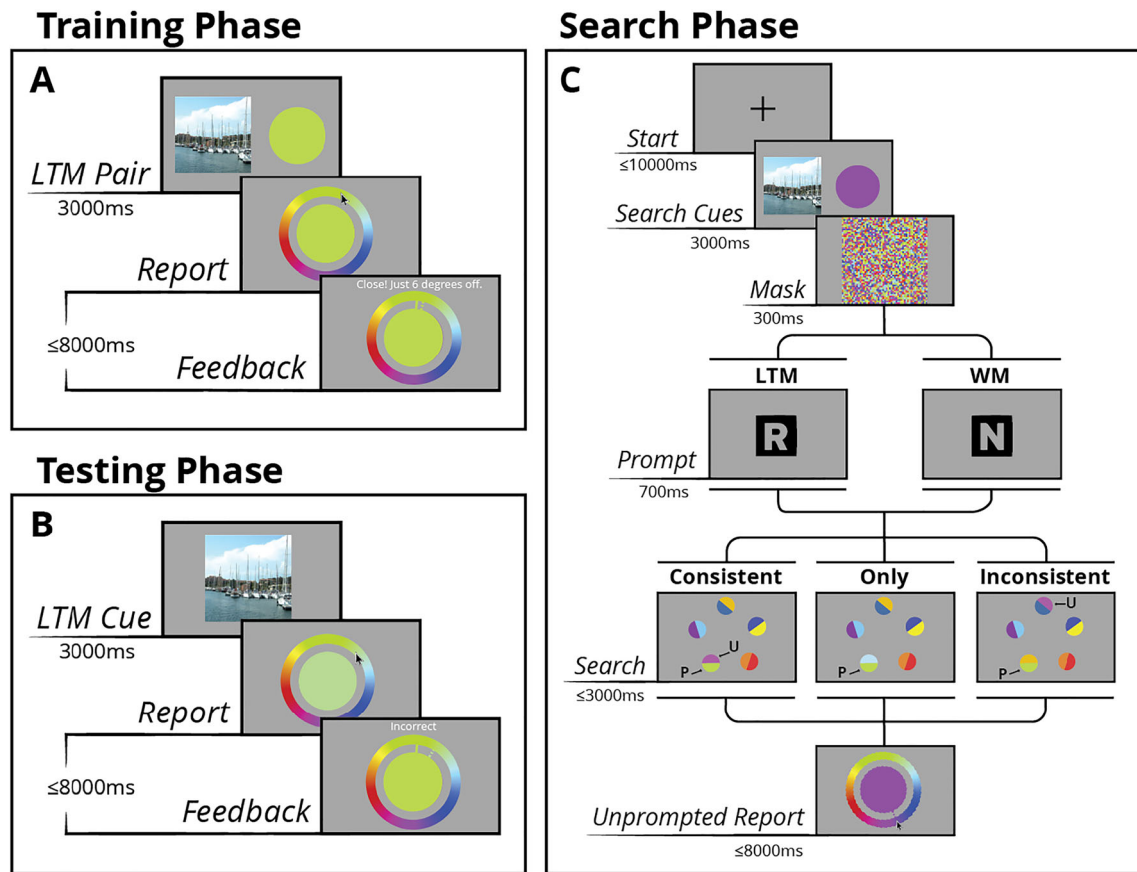 Training Phase
A
LTM Pair
3000ms
Report
Close! Just 6 degrees off.
≤8000ms
Feedback
Testing Phase
B
LTM Cue
3000ms
Report
Incorrect
≤8000ms
Feedback
Search Phase
C
Start
≤10000ms
Search Cues
3000ms
Mask
300ms
LTM WM
R N
Prompt
700ms
Consistent Only Inconsistent
U U
P P P
Search
≤3000ms
Unprompted Report
≤8000ms